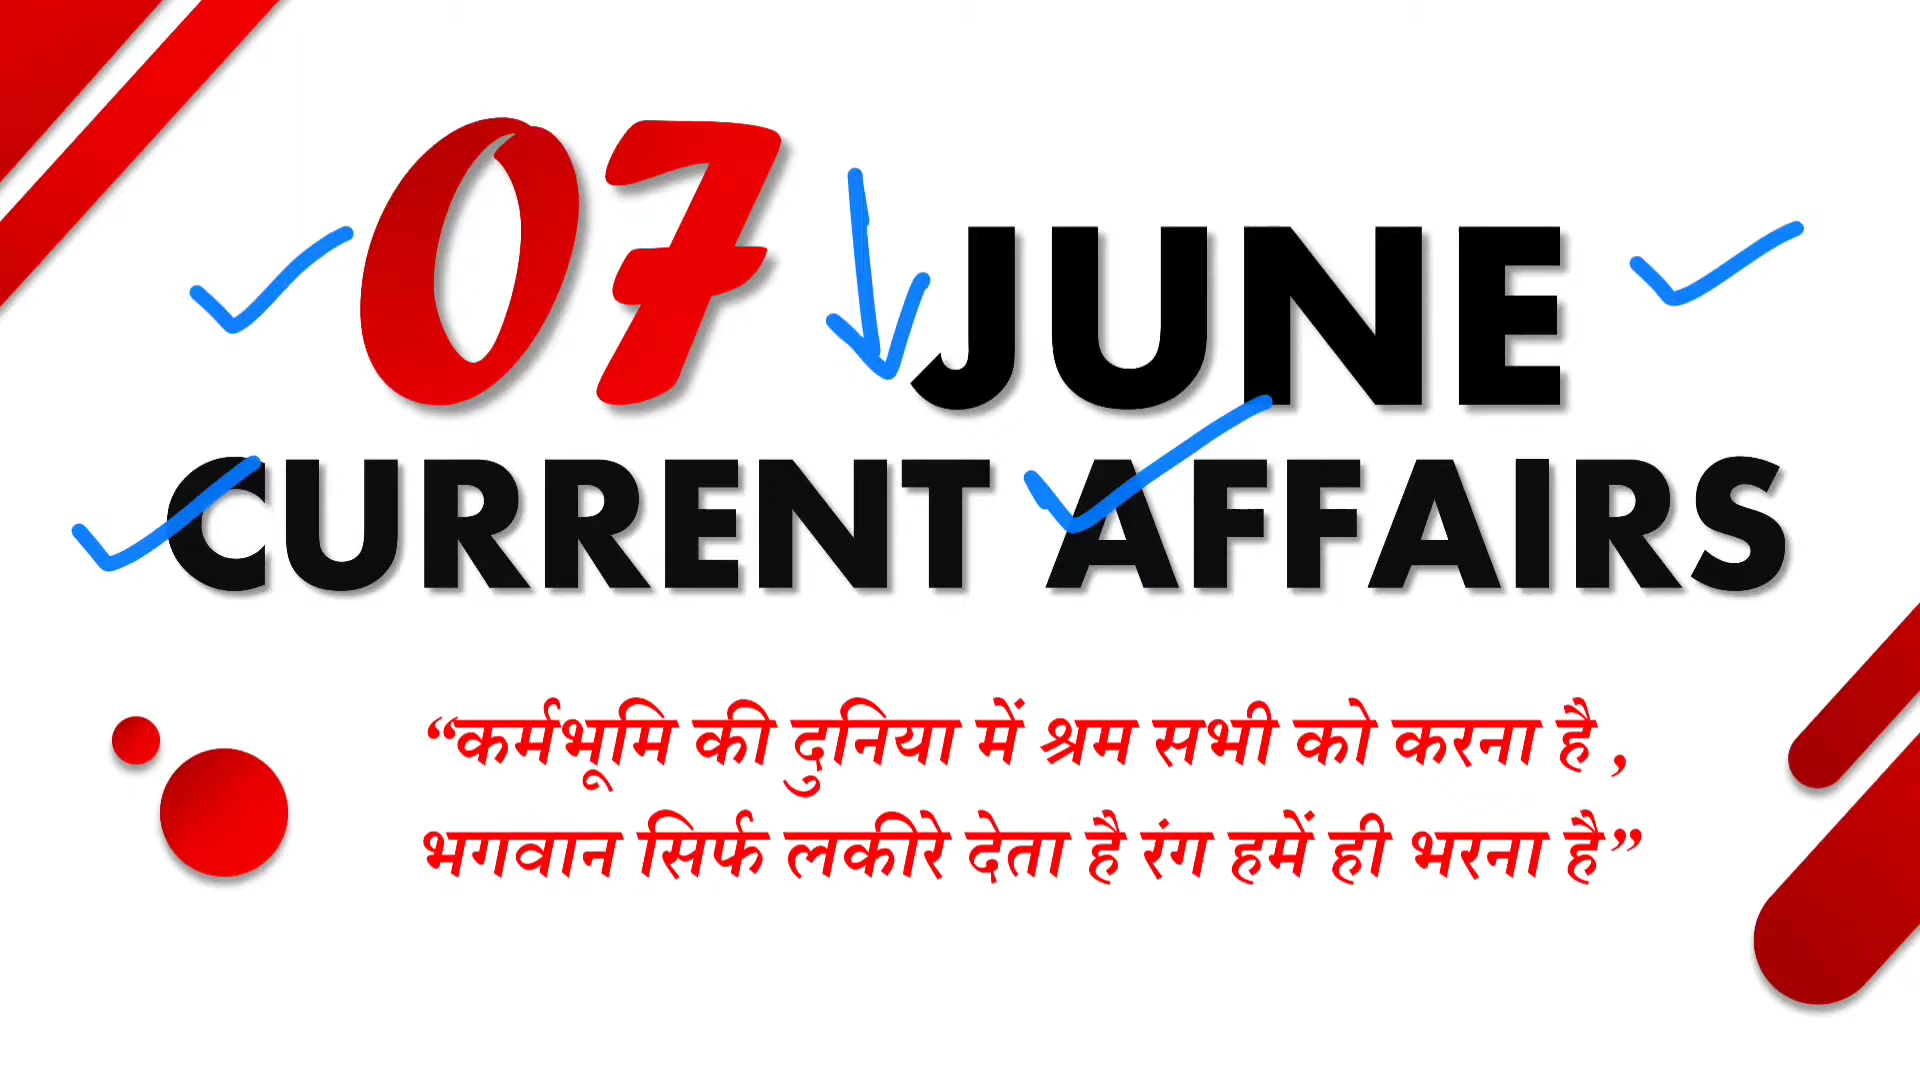 07 JUNE
CURRENT AFFAIRS
“कर्मभूमि की दुनिया में श्रम सभी को करना है ,
भगवान सिर्फ लकीरे देता है रंग हमें ही भरना है”